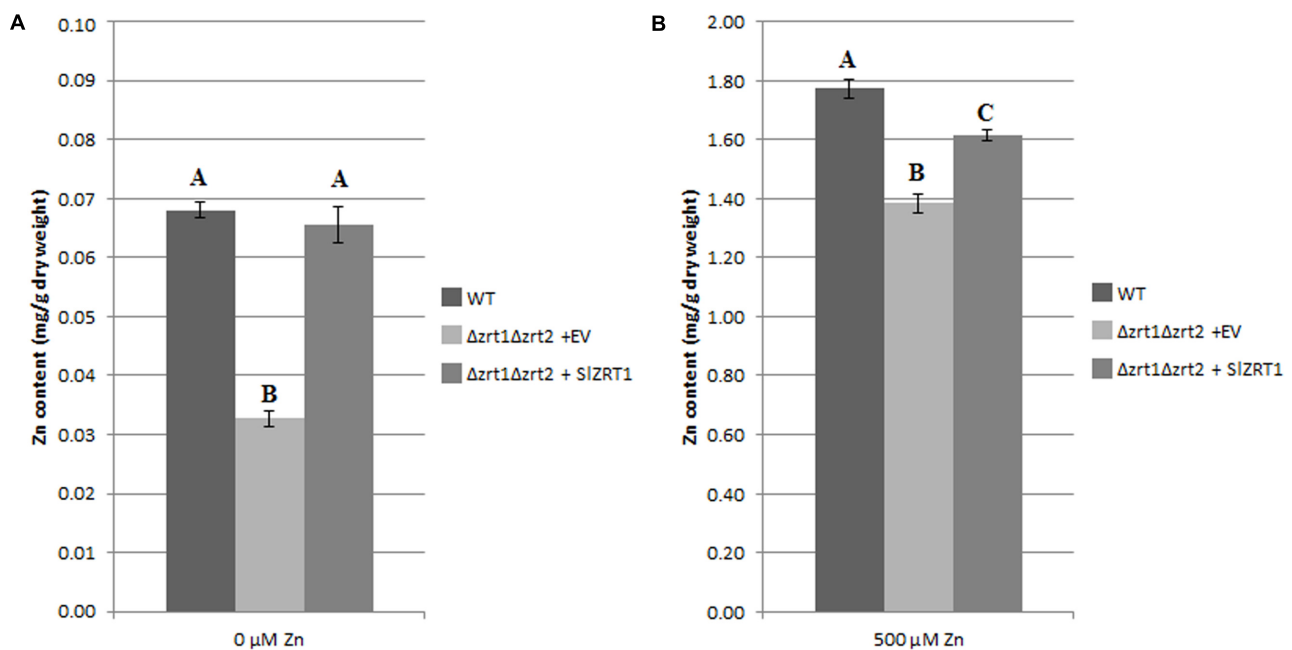 A
Zn content (mg/g dry weight)
0.10
0.09
0.08
0.07
0.06
0.05
0.04
0.03
0.02
0.01
0.00
A
B
A
0 µM Zn
WT
Δzrt1Δzrt2 +EV
Δzrt1Δzrt2 + SlZRT1
B
Zn content (mg/g dry weight)
2.00
1.80
1.60
1.40
1.20
1.00
0.80
0.60
0.40
0.20
0.00
A
B
C
500 µM Zn
WT
Δzrt1Δzrt2 +EV
Δzrt1Δzrt2 + SlZRT1